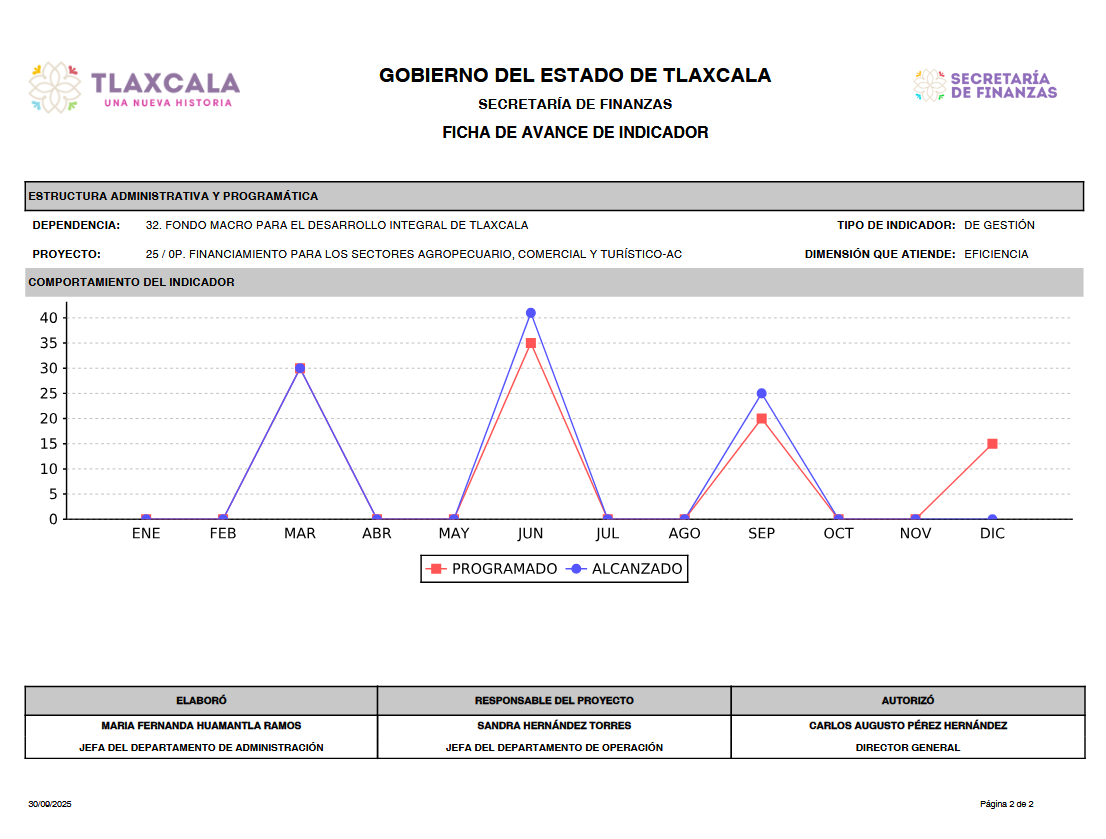 TLAXCALA
UNA NUEVA HISTORIA
GOBIERNO DEL ESTADO DE TLAXCALA
SECRETARÍA DE FINANZAS
FICHA DE AVANCE DE INDICADOR
SECRETARÍA
DE FINANZAS
ESTRUCTURA ADMINISTRATIVA Y PROGRAMÁTICA
DEPENDENCIA: 32. FONDO MACRO PARA EL DESARROLLO INTEGRAL DE TLAXCALA TIPO DE INDICADOR: DE GESTIÓN
PROYECTO: 25 / 0P. FINANCIAMIENTO PARA LOS SECTORES AGROPECUARIO, COMERCIAL Y TURÍSTICO-AC DIMENSIÓN QUE ATIENDE: EFICIENCIA
COMPORTAMIENTO DEL INDICADOR
40
35
30
25
20
15
10
5
0
ENE FEB MAR ABR MAY JUN JUL AGO SEP OCT NOV DIC
PROGRAMADO ALCANZADO
ELABORÓ RESPONSABLE DEL PROYECTO AUTORIZÓ
MARIA FERNANDA HUAMANTLA RAMOS SANDRA HERNÁNDEZ TORRES CARLOS AUGUSTO PÉREZ HERNÁNDEZ
JEFA DEL DEPARTAMENTO DE ADMINISTRACIÓN JEFA DEL DEPARTAMENTO DE OPERACIÓN DIRECTOR GENERAL
30/09/2025 Página 2 de 2